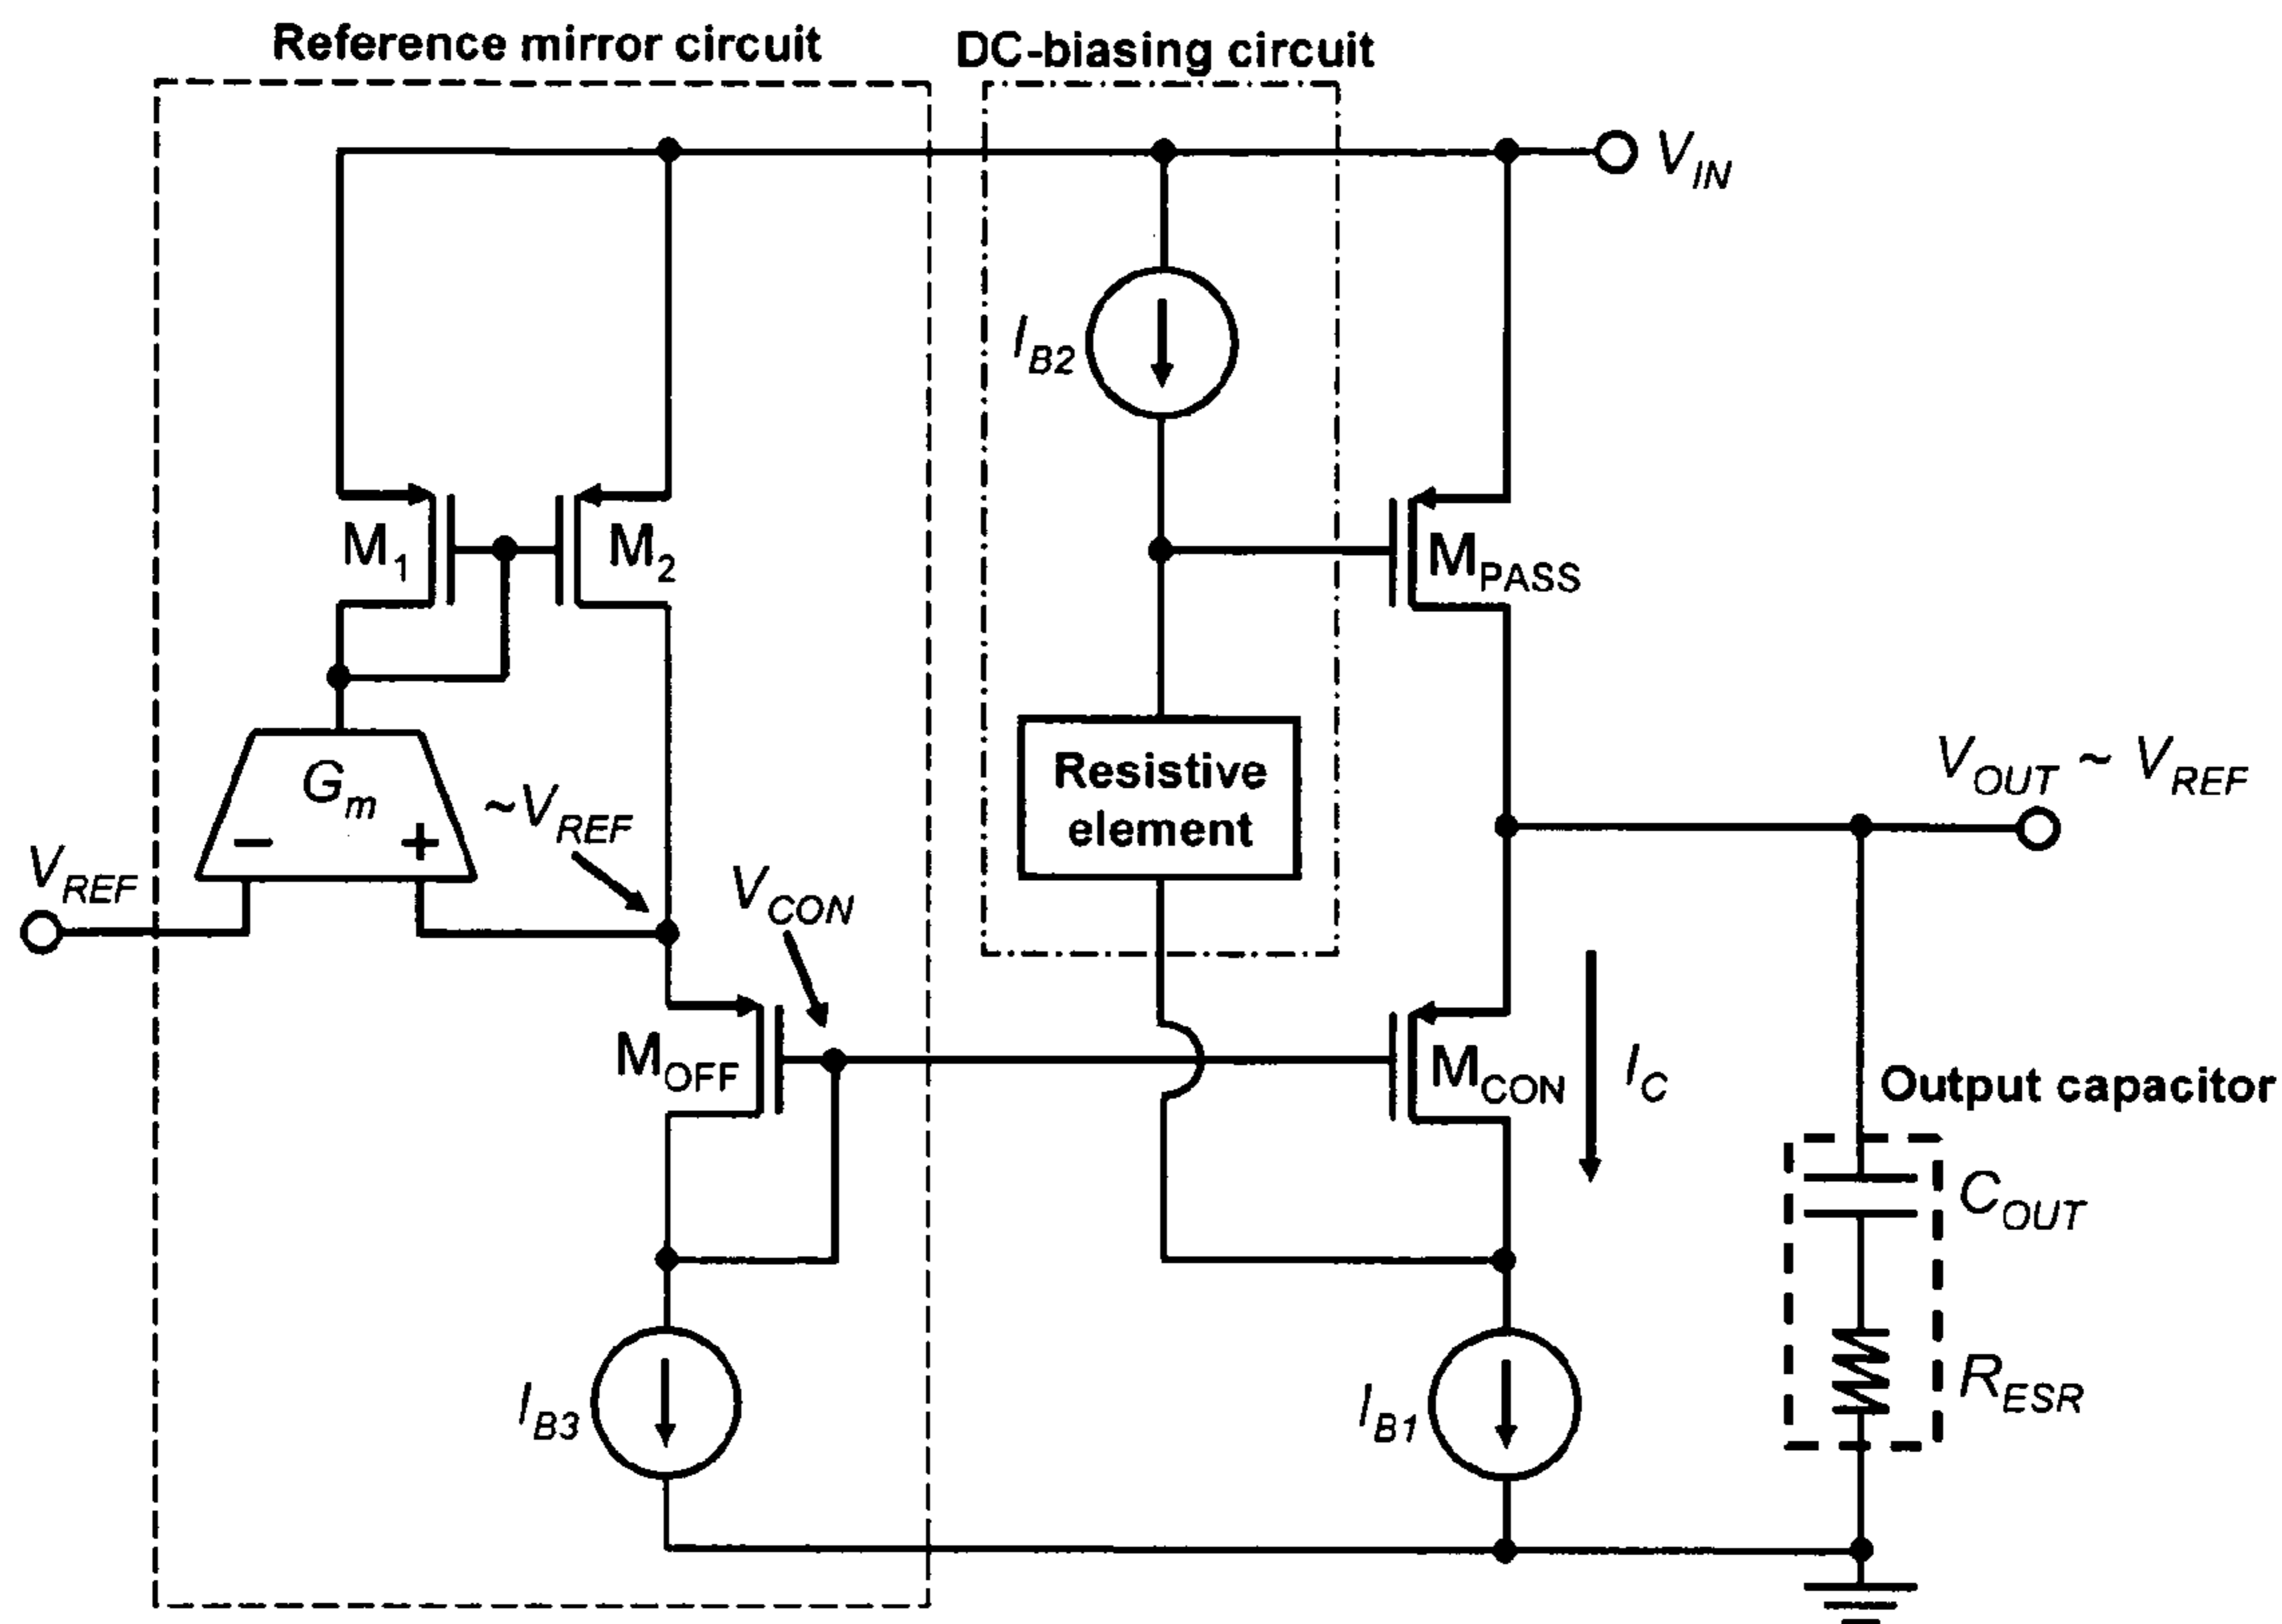 Reference mirror circuit
DC-biasing circuit
V_IN
I_B2
M_1
M_2
M_PASS
G_m
~V_REF
Resistive
element
V_OUT ~ V_REF
− +
V_REF
V_CON
M_OFF
M_CON
I_C
Output capacitor
C_OUT
R_ESR
I_B3
I_B1